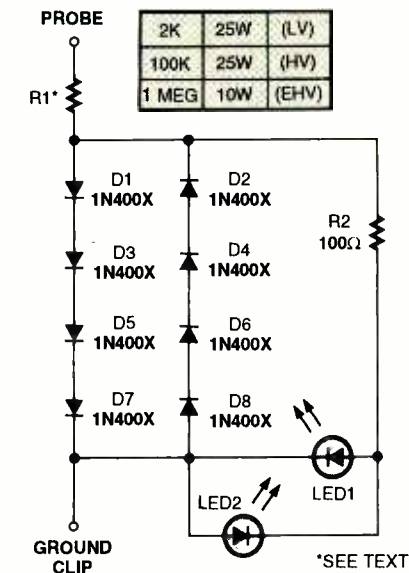 PROBE
2K 25W (LV)
100K 25W (HV)
1 MEG 10W (EHV)
R1*
D1
1N400X
D2
1N400X
R2
100Ω
D3
1N400X
D4
1N400X
D5
1N400X
D6
1N400X
D7
1N400X
D8
1N400X
LED1
LED2
GROUND
CLIP
*SEE TEXT